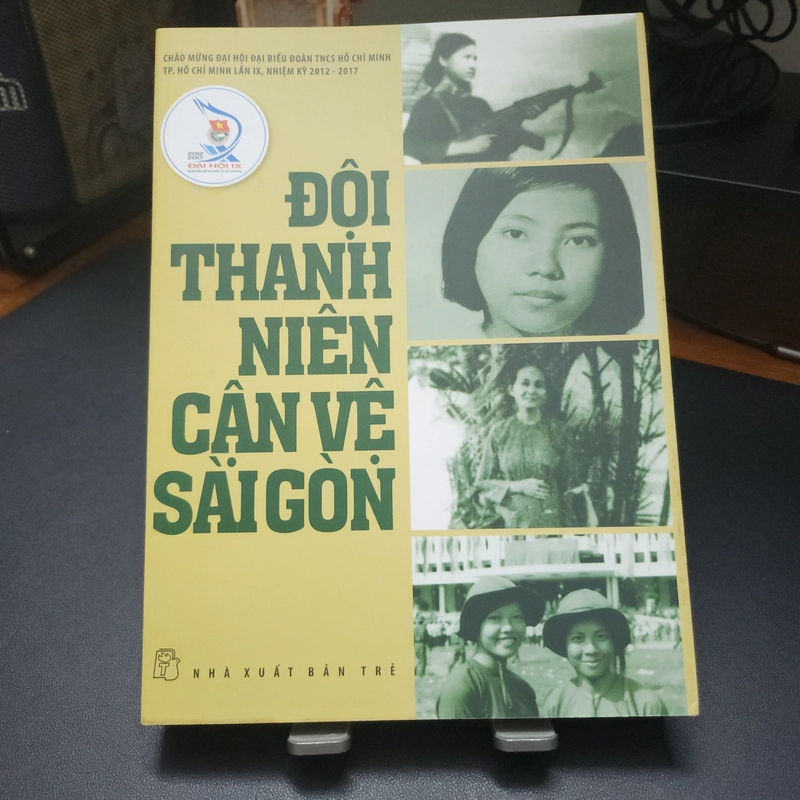 CHÀO MỪNG ĐẠI HỘI ĐẠI BIỂU ĐOÀN TNCS HỒ CHÍ MINH
TP. HỒ CHÍ MINH LẦN IX, NHIỆM KỲ 2012 - 2017
2012
2017
ĐẠI HỘI IX
ĐỘI
THANH
NIÊN
CẬN VỆ
SÀI GÒN
NHÀ XUẤT BẢN TRẺ